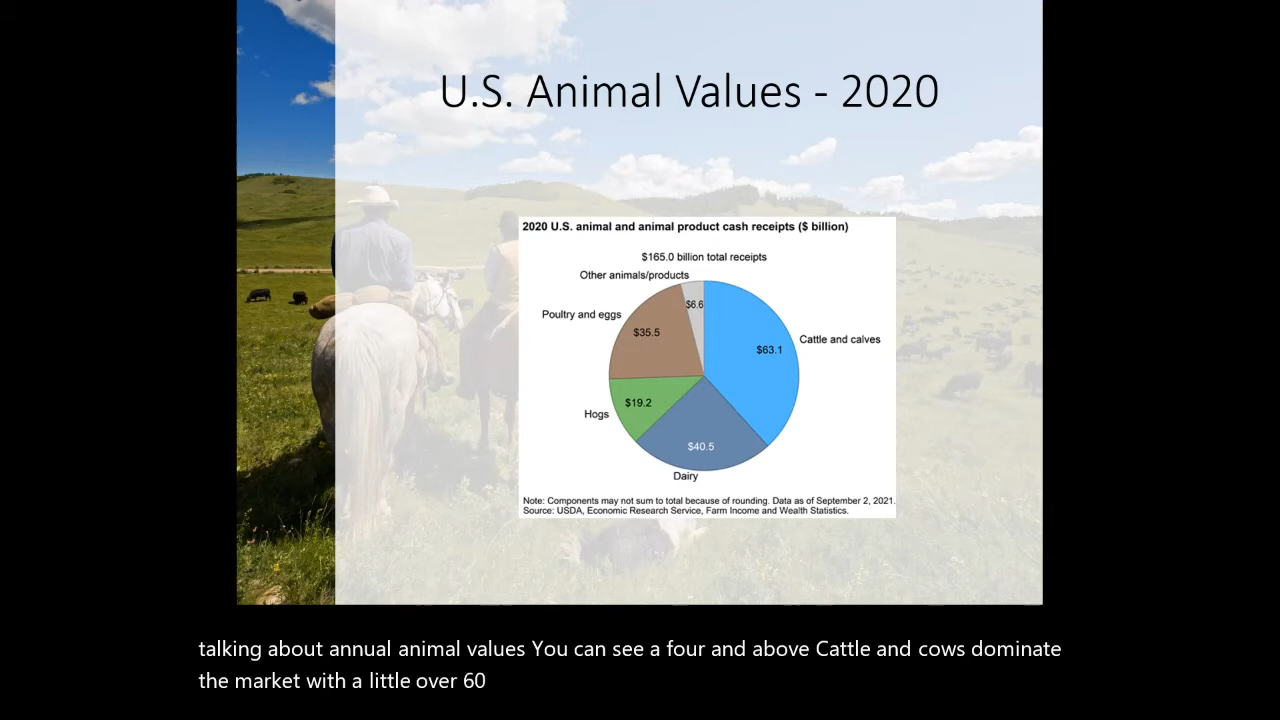 U.S. Animal Values - 2020
2020 U.S. animal and animal product cash receipts ($ billion)
$165.0 billion total receipts
Other animals/products
$6.6
Poultry and eggs
$35.5
Cattle and calves
$63.1
$19.2
Hogs
$40.5
Dairy
Note: Components may not sum to total because of rounding. Data as of September 2, 2021.
Source: USDA, Economic Research Service, Farm Income and Wealth Statistics.
talking about annual animal values You can see a four and above Cattle and cows dominate
the market with a little over 60